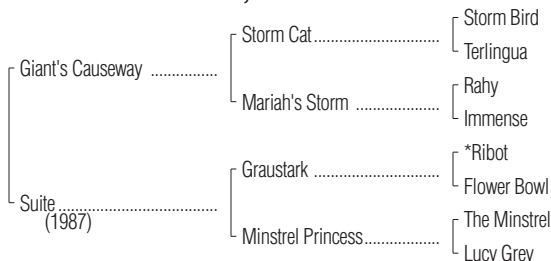 Storm Bird
Storm Cat
Terlingua
Giant's Causeway
Rahy
Mariah's Storm
Immense
*Ribot
Graustark
Flower Bowl
Suite
(1987)
The Minstrel
Minstrel Princess
Lucy Grey